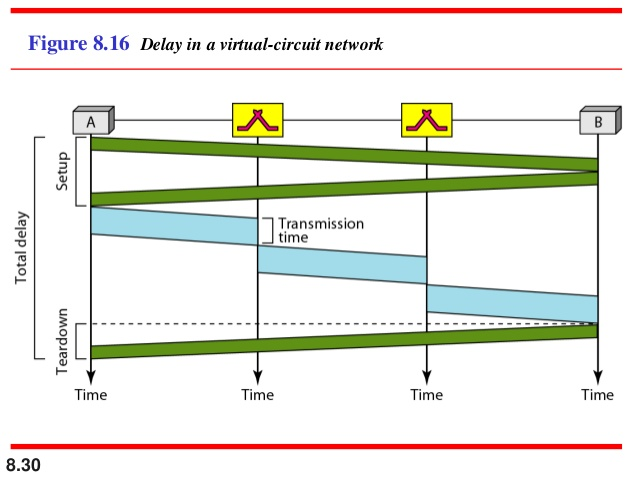 Figure 8.16 Delay in a virtual-circuit network
A
B
Setup
Transmission
time
Total delay
Teardown
Time
Time
Time
Time
8.30